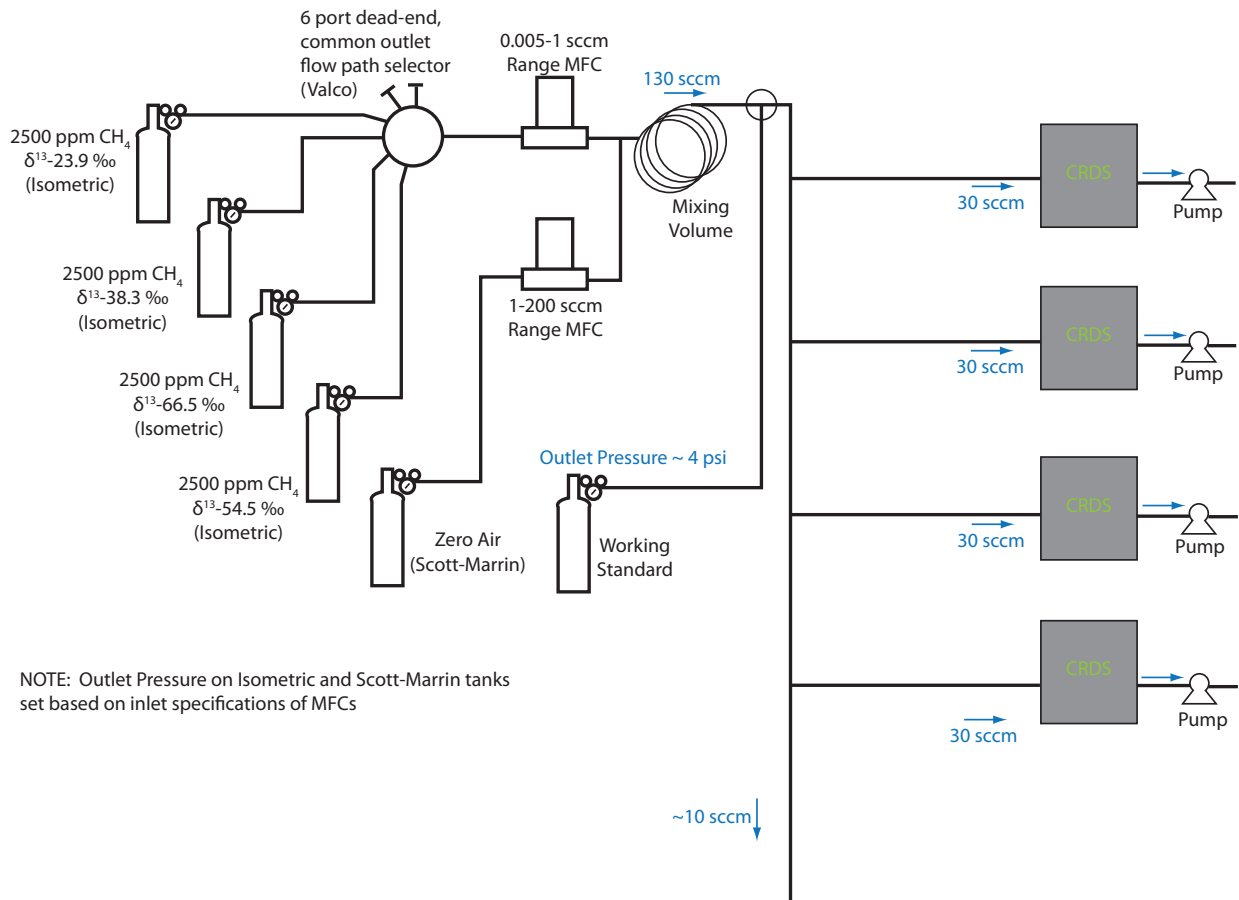 6 port dead-end,
common outlet
flow path selector
(Valco)
0.005-1 sccm
Range MFC
130 sccm
2500 ppm CH₄
δ¹³-23.9 ‰
(Isometric)
Mixing
Volume
CRDS
30 sccm
Pump
2500 ppm CH₄
δ¹³-38.3 ‰
(Isometric)
1-200 sccm
Range MFC
CRDS
30 sccm
Pump
2500 ppm CH₄
δ¹³-66.5 ‰
(Isometric)
Outlet Pressure ~ 4 psi
2500 ppm CH₄
δ¹³-54.5 ‰
(Isometric)
Zero Air
(Scott-Marrin)
Working
Standard
CRDS
30 sccm
Pump
NOTE: Outlet Pressure on Isometric and Scott-Marrin tanks
set based on inlet specifications of MFCs
CRDS
30 sccm
Pump
~10 sccm